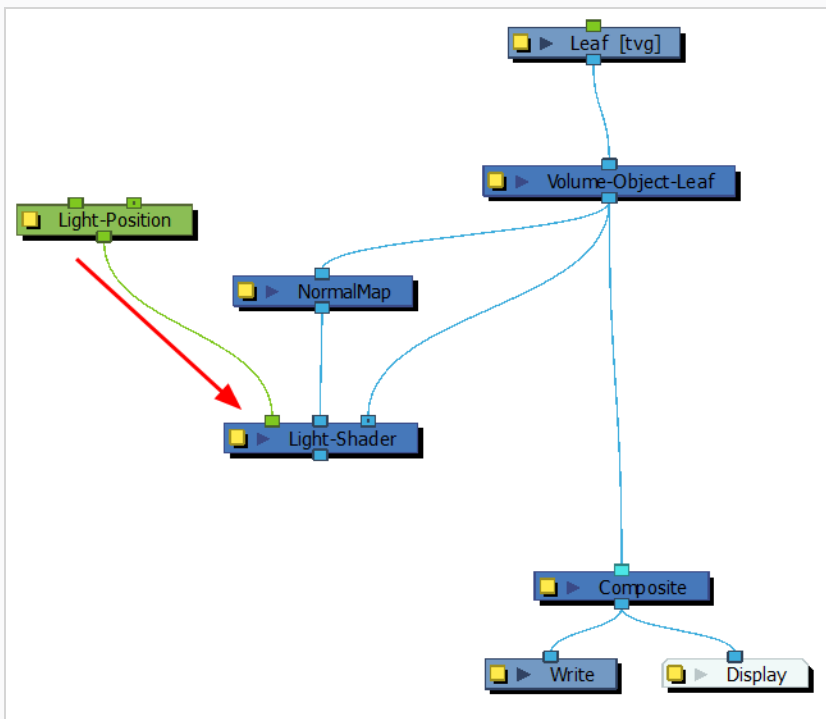 Leaf [tvg]
Volume-Object-Leaf
Light-Position
NormalMap
Light-Shader
Composite
Write
Display